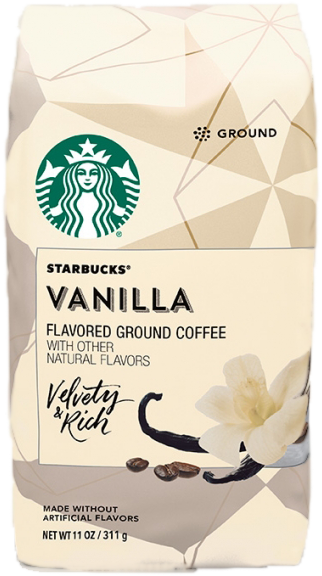 GROUND
STARBUCKS®
VANILLA
FLAVORED GROUND COFFEE
WITH OTHER
NATURAL FLAVORS
Velvety
& Rich
MADE WITHOUT
ARTIFICIAL FLAVORS
NET WT 11 OZ / 311 g